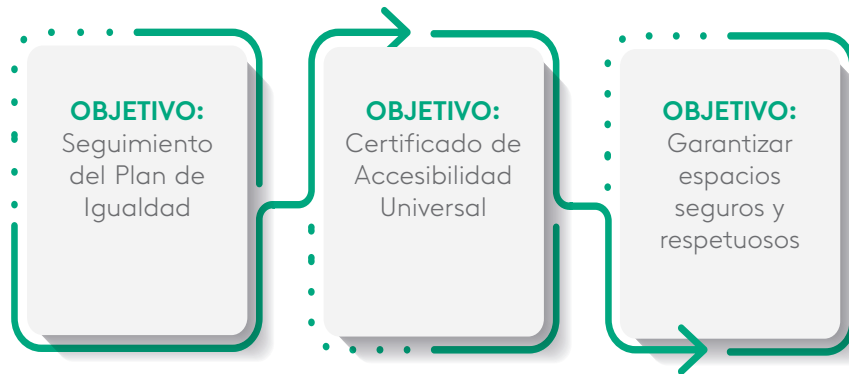 OBJETIVO:
Seguimiento
del Plan de
Igualdad
OBJETIVO:
Certificado de
Accesibilidad
Universal
OBJETIVO:
Garantizar
espacios
seguros y
respetuosos